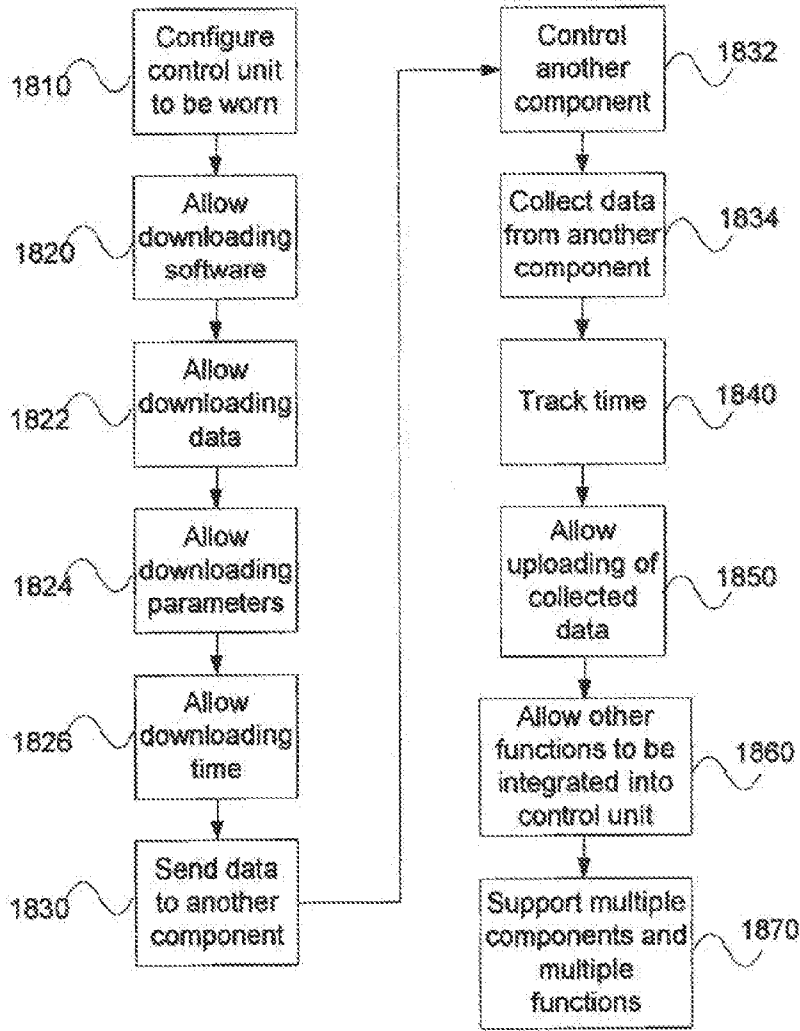 1810
Configure
control unit
to be worn
1820
Allow
downloading
software
1822
Allow
downloading
data
1824
Allow
downloading
parameters
1826
Allow
downloading
time
1830
Send data
to another
component
Control
another
component
1832
Collect data
from another
component
1834
Track time
1840
Allow
uploading of
collected
data
1850
Allow other
functions to be
integrated into
control unit
1860
Support multiple
components and
multiple
functions
1870